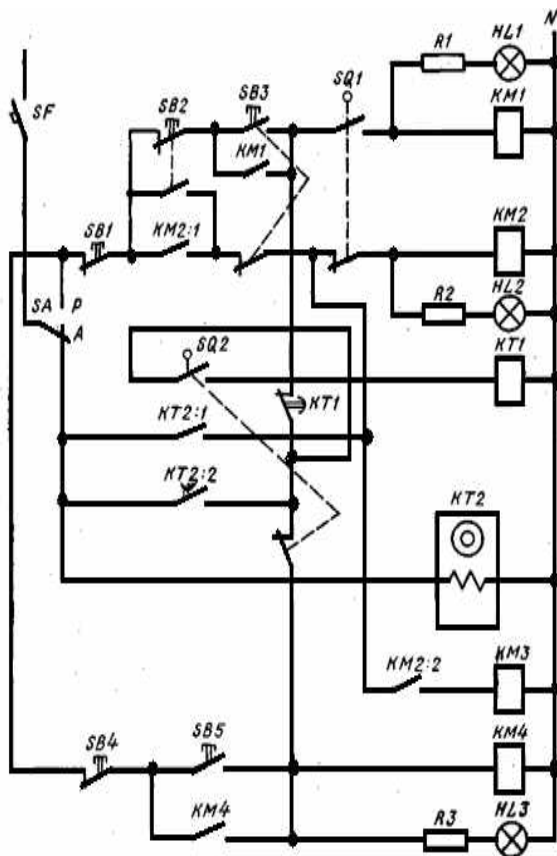 N
R1 HL1
SF
SB2 SB3 SQ1
KM1
KM1
SB1 KM2:1
KM2
SA P
A
R2 HL2
SQ2
KT1
KT1
KT2:1
KT2:2
KT2
KM2:2 KM3
SB4 SB5
KM4
KM4
R3 HL3